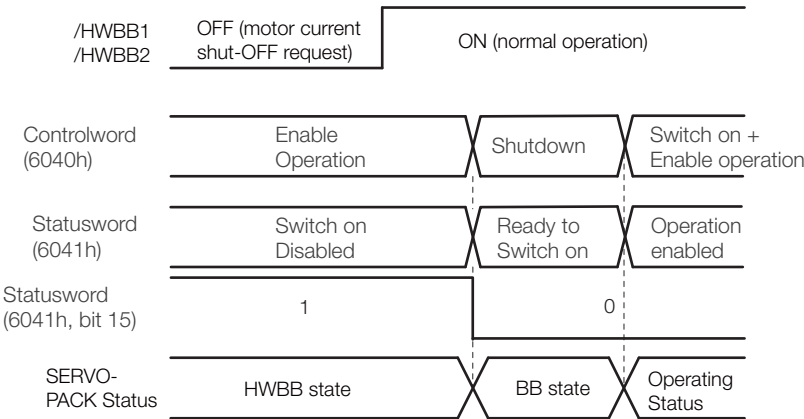 /HWBB1
/HWBB2
OFF (motor current
shut-OFF request)
ON (normal operation)
Controlword
(6040h)
Enable
Operation
Shutdown
Switch on +
Enable operation
Statusword
(6041h)
Switch on
Disabled
Ready to
Switch on
Operation
enabled
Statusword
(6041h, bit 15)
1
0
SERVO-
PACK Status
HWBB state
BB state
Operating
Status